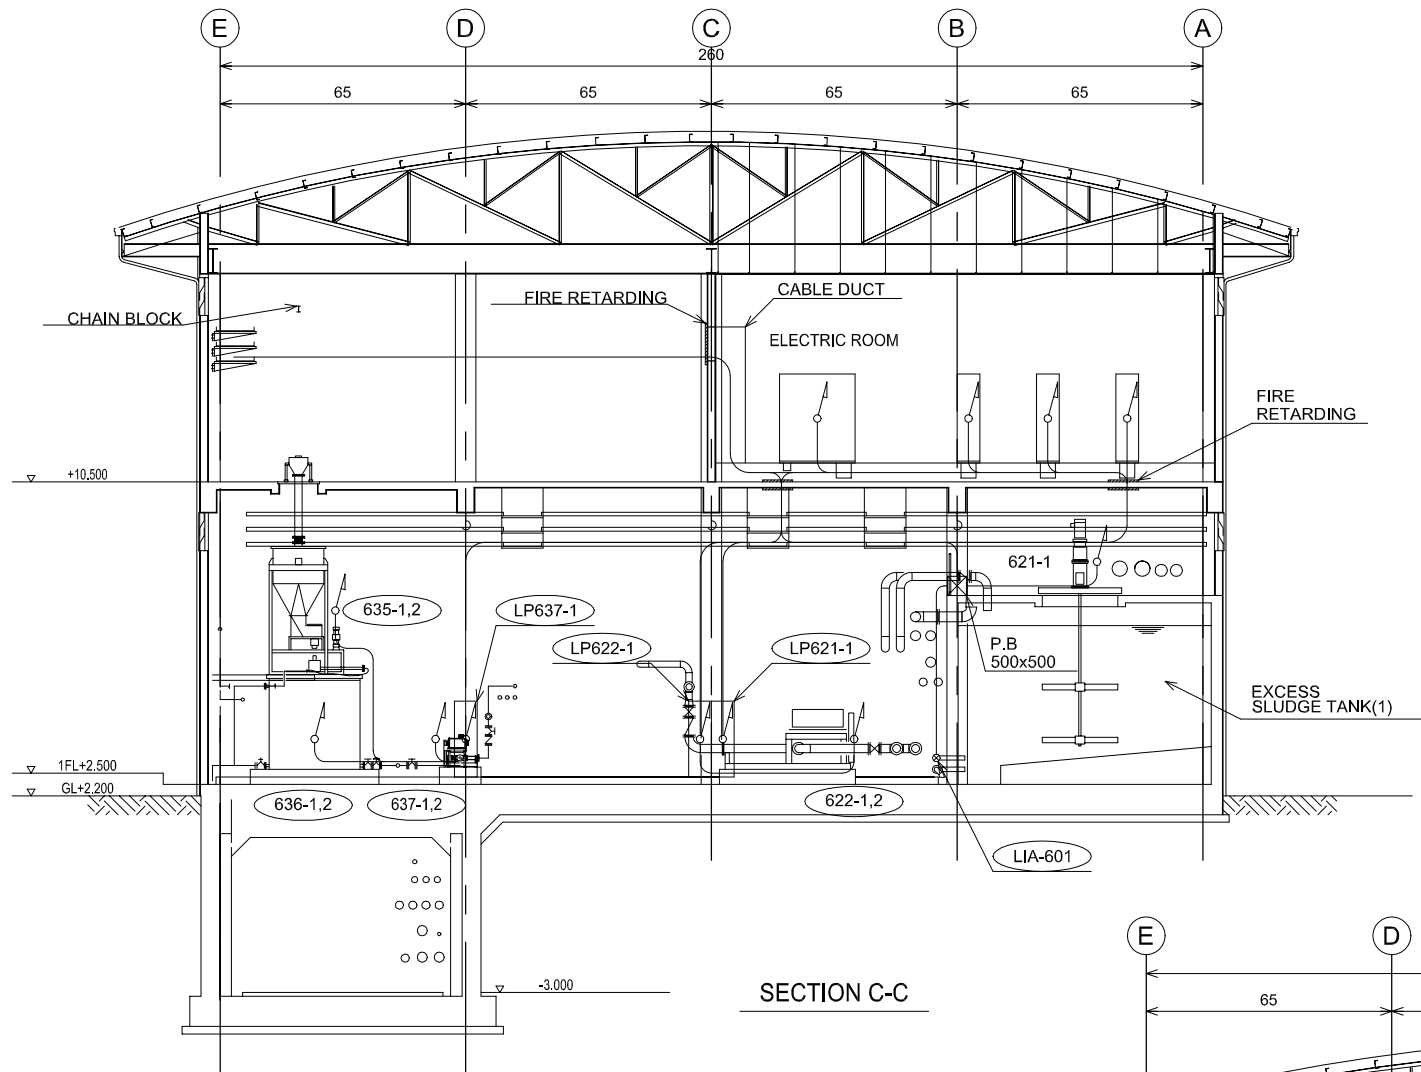 E D C B A
260
65 65 65 65
FIRE RETARDING
CABLE DUCT
CHAIN BLOCK
ELECTRIC ROOM
FIRE
RETARDING
+10.500
621-1
635-1,2
LP637-1
LP622-1
LP621-1
P.B
500x500
EXCESS
SLUDGE TANK(1)
1FL+2.500
GL+2,200
636-1,2
637-1,2
622-1,2
LIA-601
E D
-3.000
SECTION C-C
65